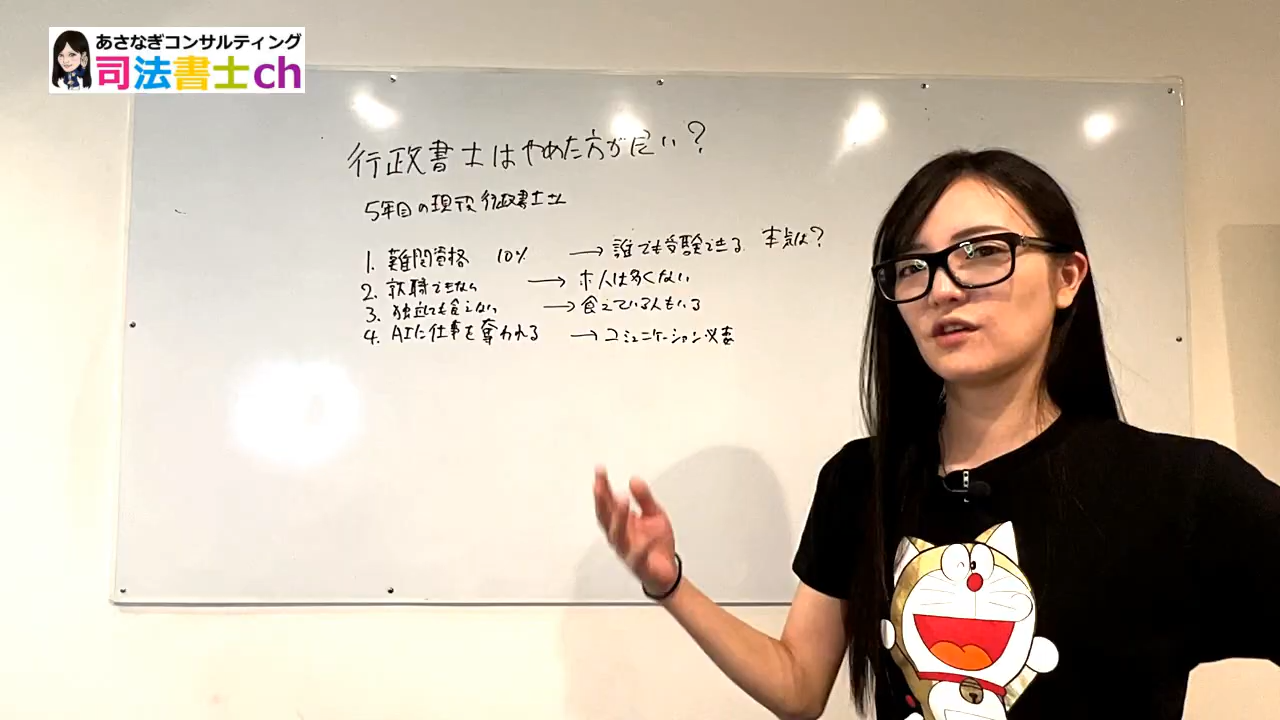 あさなぎコンサルティング
司法書士ch
行政書士はやめた方が良い?
5年目の現役行政書士
1. 難関資格 10% → 誰でも受験できる 本気は?
2. 就職できない → 求人は多くない
3. 独立しても食えない → 食えている人もいる
4. AIに仕事を奪われる → コミュニケーション必要